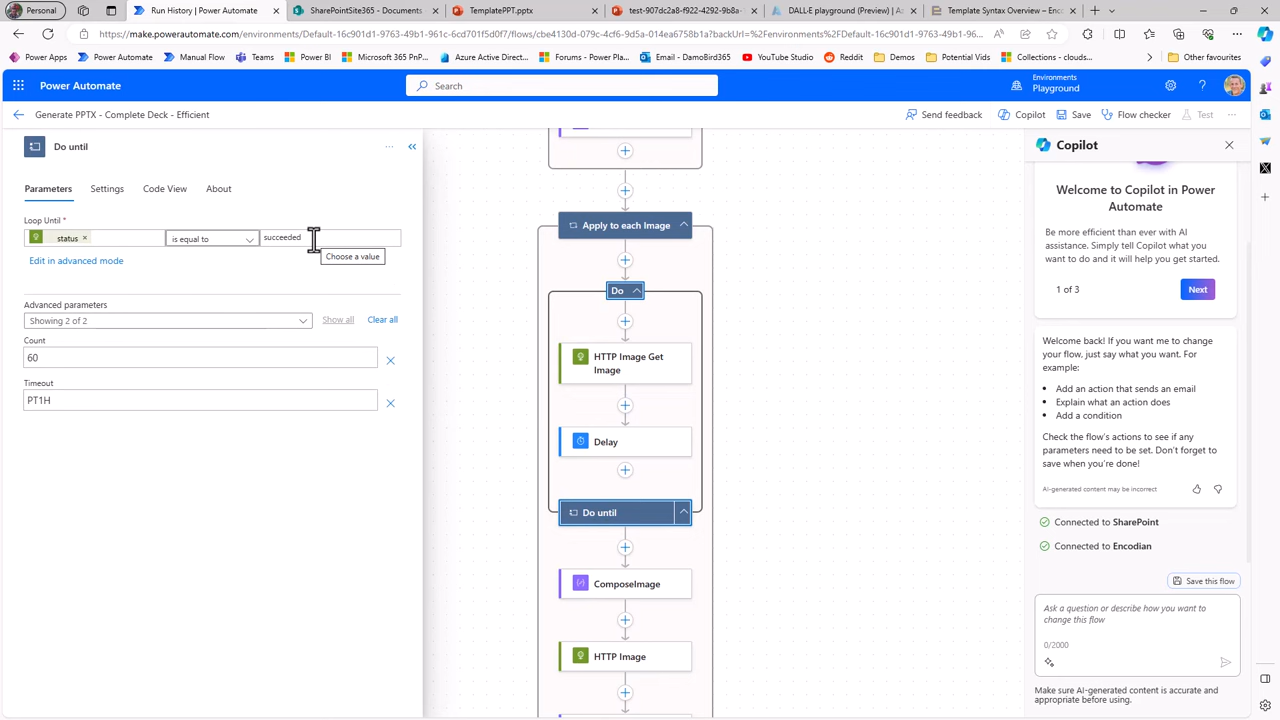 Personal
Run History | Power Automate
SharePointSite365 - Documents
TemplatePPT.pptx
test-907dc2a8-f922-4292-9b8a-
DALL·E playground (Preview) | Az
Template Syntax Overview – Enc
https://make.powerautomate.com/environments/Default-16c901d1-9763-49b1-961c-6cd701f5d0f7/flows/cbe4130d-079c-4cf6-9d5a-014ea6758b1a?backUrl=%2Fenvironments%2FDefault-16c901d1-9763-49b1-96...
Regions
Power Automate
Manual Flow
Teams
Power BI
Microsoft 365 PnP...
Azure Active Direct...
Forums - Power Pla...
Email - DamoBird365
YouTube Studio
Reddit
Demos
Potential Vids
Collections - clouds...
Other favourites
Power Automate
Search
Environments
Playground
Generate PPTX - Complete Deck - Efficient
Send feedback
Copilot
Save
Flow checker
Test
Do until
Parameters
Settings
Code View
About
Loop Until *
status
is equal to
succeeded
Choose a value
Edit in advanced mode
Advanced parameters
Showing 2 of 2
Show all
Clear all
Count
60
Timeout
PT1H
Apply to each Image
Do
HTTP Image Get
Image
Delay
Do until
ComposeImage
HTTP Image
Copilot
Welcome to Copilot in Power
Automate
Be more efficient than ever with AI
assistance. Simply tell Copilot what you
want to do and it will help you get started.
1 of 3
Next
Welcome back! If you want me to change
your flow, just say what you want. For
example:
Add an action that sends an email
Explain what an action does
Add a condition
Check the flow's actions to see if any
parameters need to be set. Don't forget to
save when you're done!
AI-generated content may be incorrect
Connected to SharePoint
Connected to Encodian
Save this flow
Ask a question or describe how you want to
change this flow
0/2000
Make sure AI-generated content is accurate and
appropriate before using.